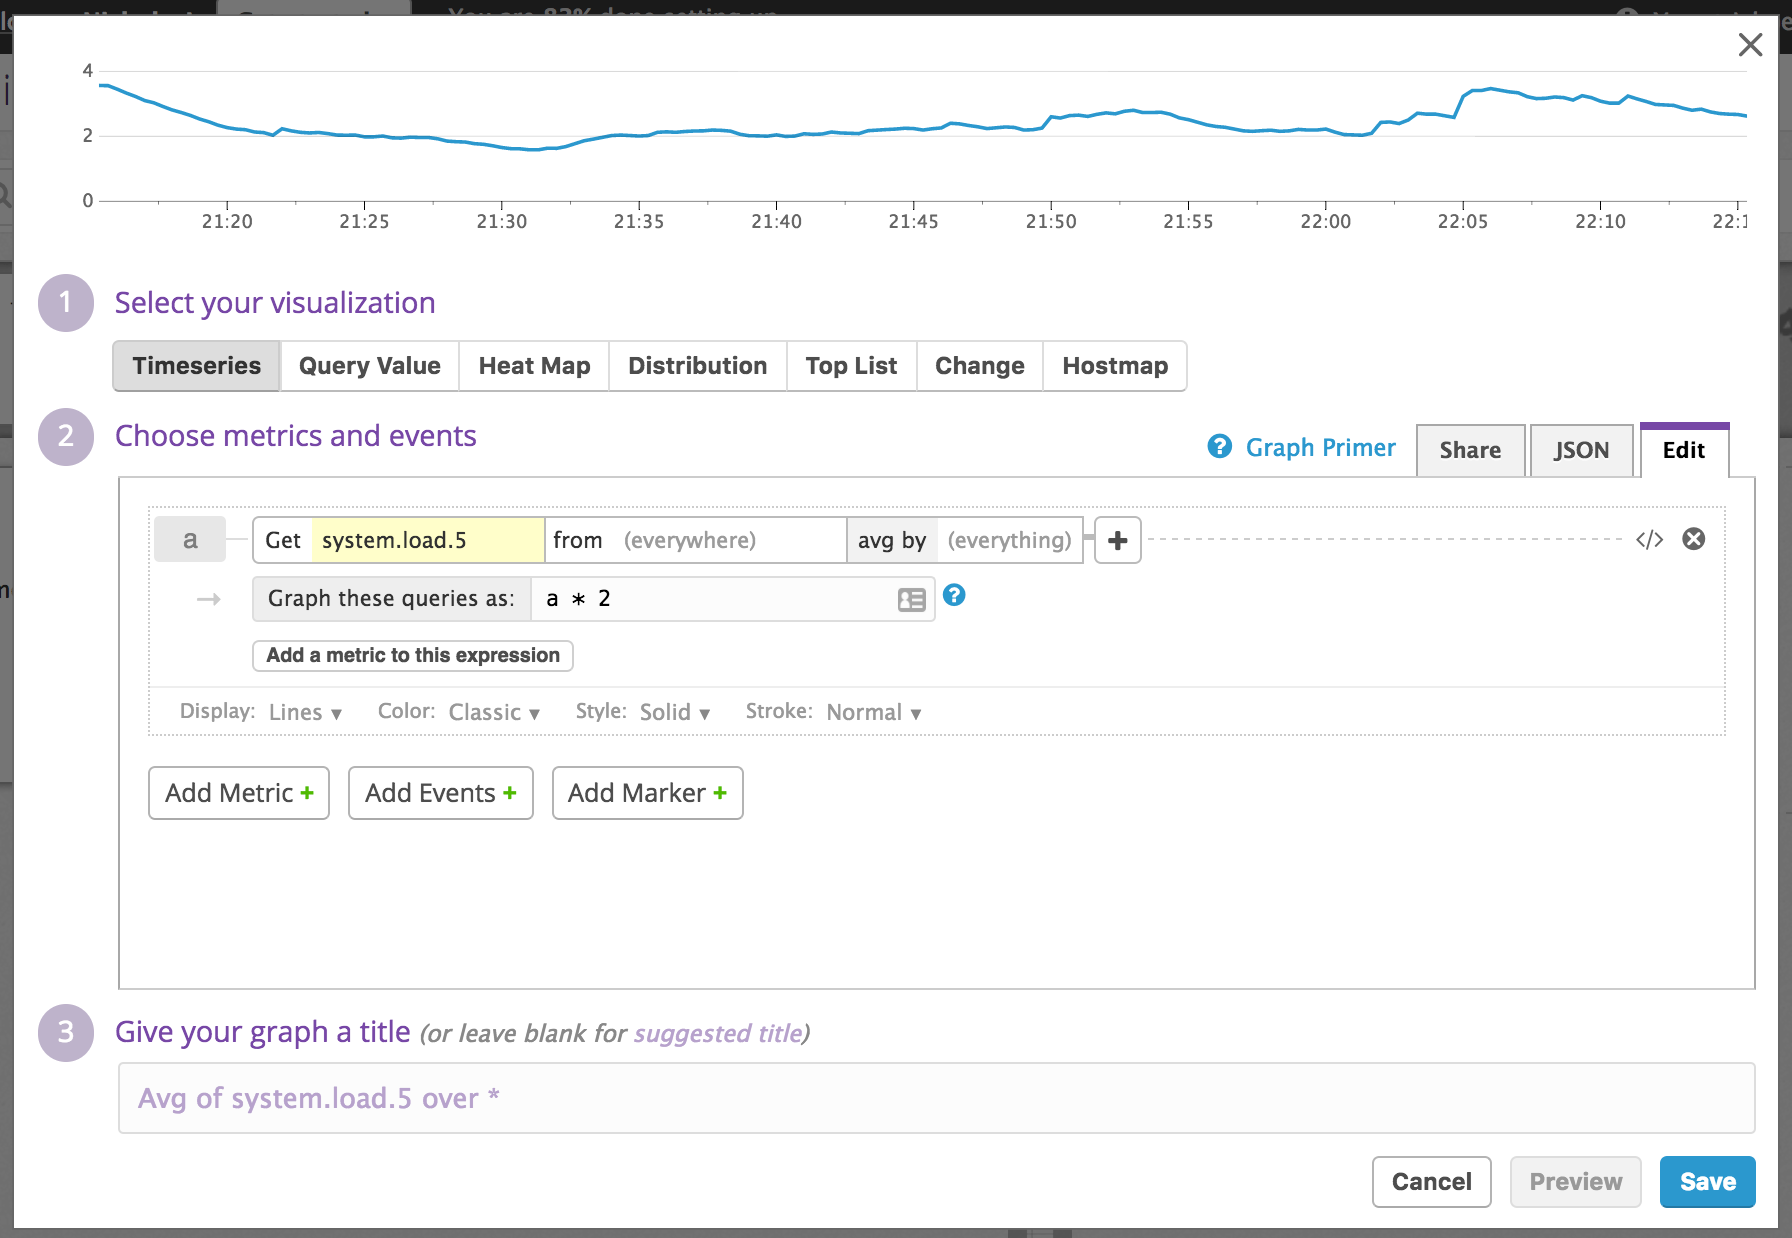 4
2
0
21:20 21:25 21:30 21:35 21:40 21:45 21:50 21:55 22:00 22:05 22:10
1 Select your visualization
Timeseries Query Value Heat Map Distribution Top List Change Hostmap
2 Choose metrics and events
? Graph Primer Share JSON Edit
a Get system.load.5 from (everywhere) avg by (everything) + </>
→ Graph these queries as: a * 2 ?
Add a metric to this expression
Display: Lines ▾ Color: Classic ▾ Style: Solid ▾ Stroke: Normal ▾
Add Metric + Add Events + Add Marker +
3 Give your graph a title (or leave blank for suggested title)
Avg of system.load.5 over *
Cancel Preview Save